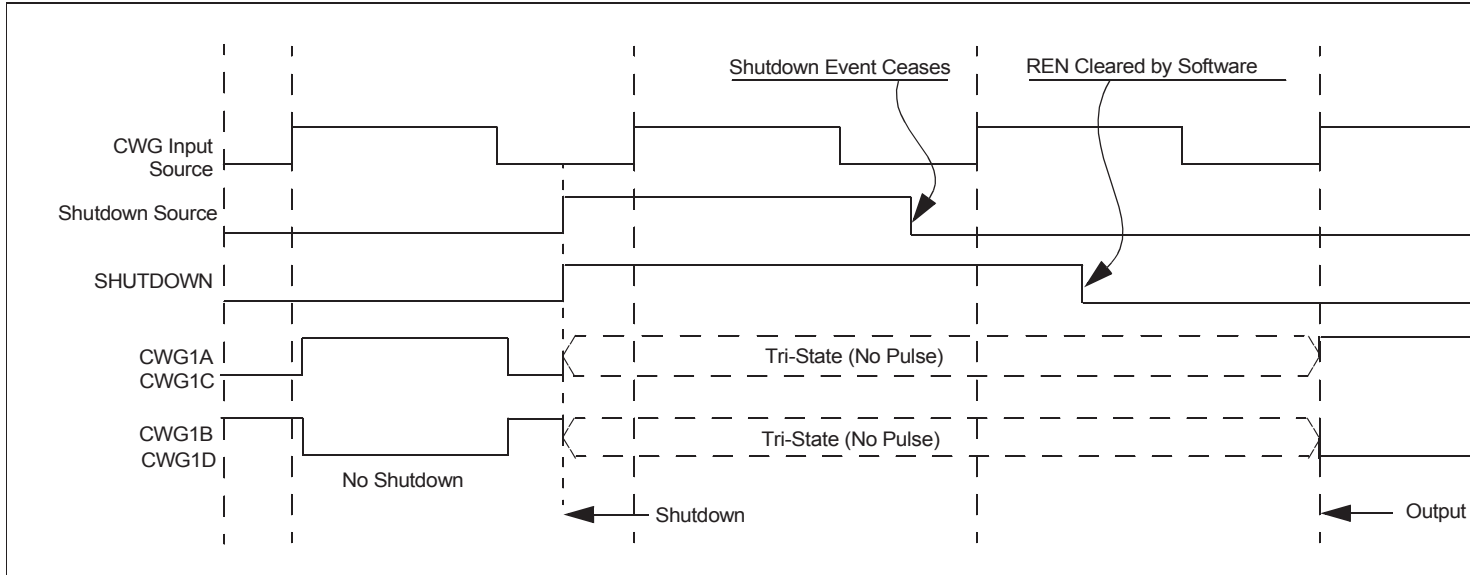 Shutdown Event Ceases
REN Cleared by Software
CWG Input
Source
Shutdown Source
SHUTDOWN
CWG1A
CWG1C
Tri-State (No Pulse)
CWG1B
CWG1D
Tri-State (No Pulse)
No Shutdown
Shutdown
Output